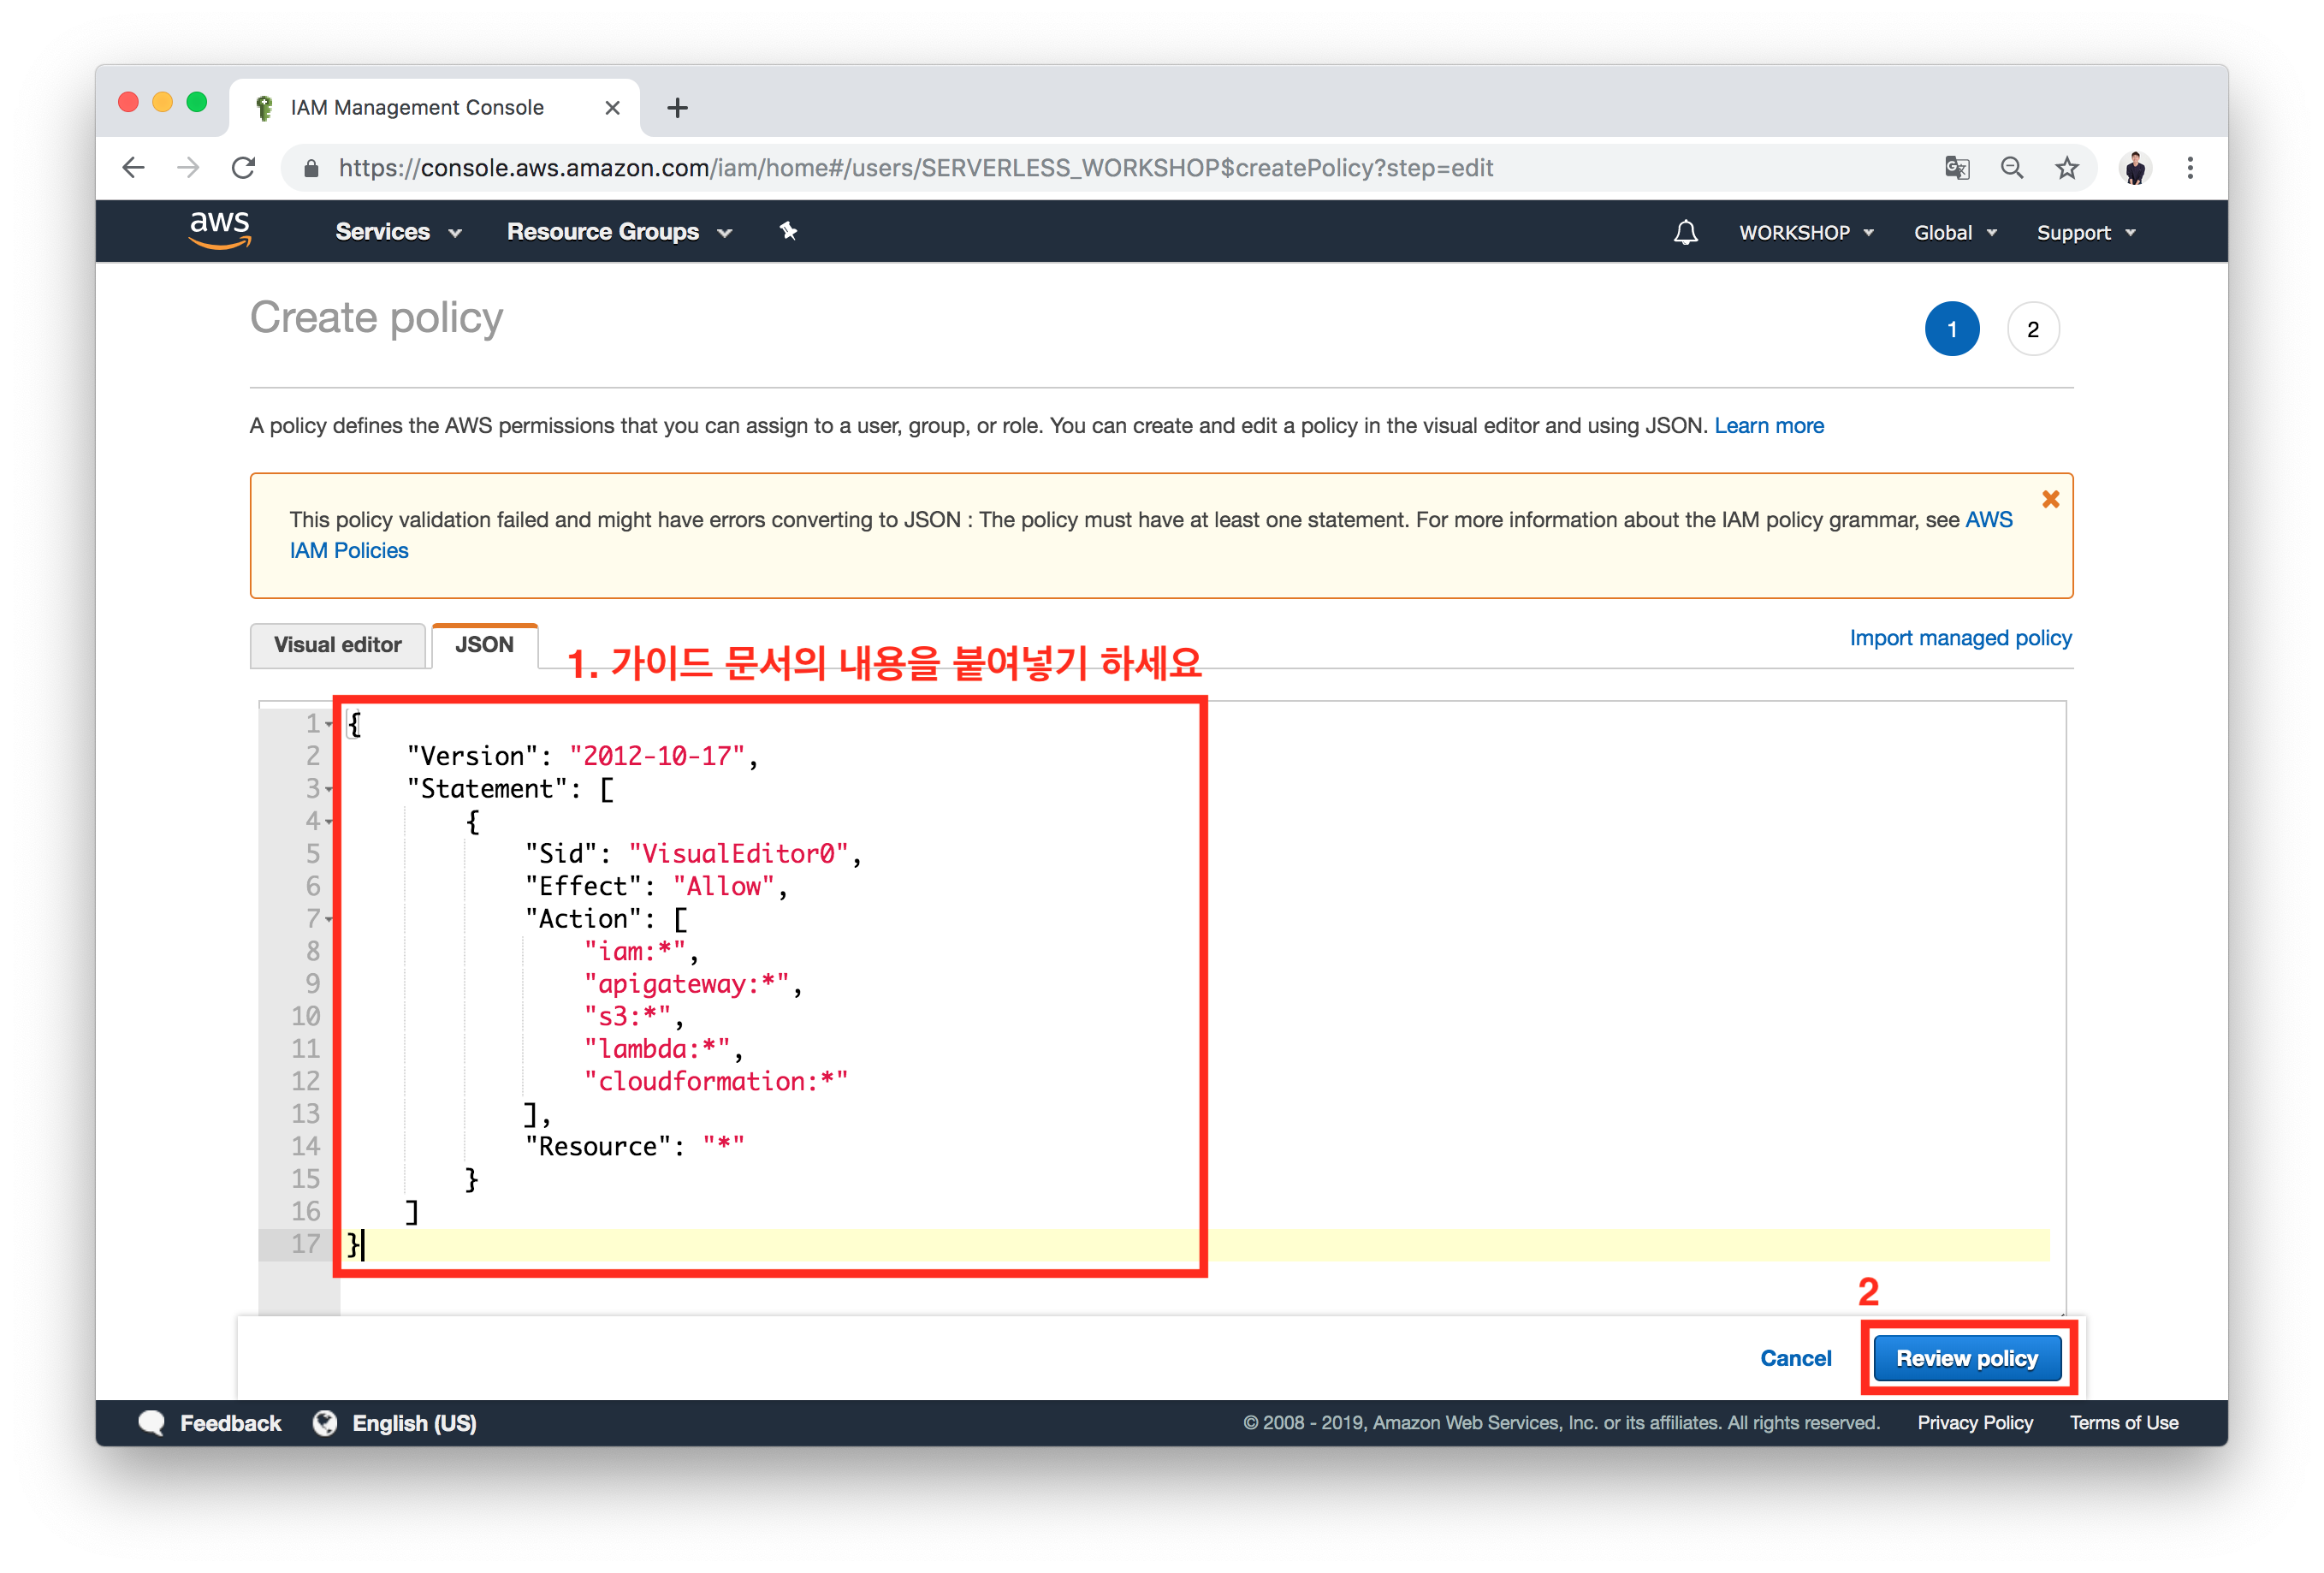 IAM Management Console
https://console.aws.amazon.com/iam/home#/users/SERVERLESS_WORKSHOP$createPolicy?step=edit
aws Services Resource Groups WORKSHOP Global Support
Create policy
1 2
A policy defines the AWS permissions that you can assign to a user, group, or role. You can create and edit a policy in the visual editor and using JSON. Learn more
This policy validation failed and might have errors converting to JSON : The policy must have at least one statement. For more information about the IAM policy grammar, see AWS
IAM Policies
Visual editor JSON Import managed policy
1. 가이드 문서의 내용을 붙여넣기 하세요
1 {
2 "Version": "2012-10-17",
3 "Statement": [
4 {
5 "Sid": "VisualEditor0",
6 "Effect": "Allow",
7 "Action": [
8 "iam:*",
9 "apigateway:*",
10 "s3:*",
11 "lambda:*",
12 "cloudformation:*"
13 ],
14 "Resource": "*"
15 }
16 ]
17 }
2
Cancel Review policy
Feedback English (US) © 2008 - 2019, Amazon Web Services, Inc. or its affiliates. All rights reserved. Privacy Policy Terms of Use